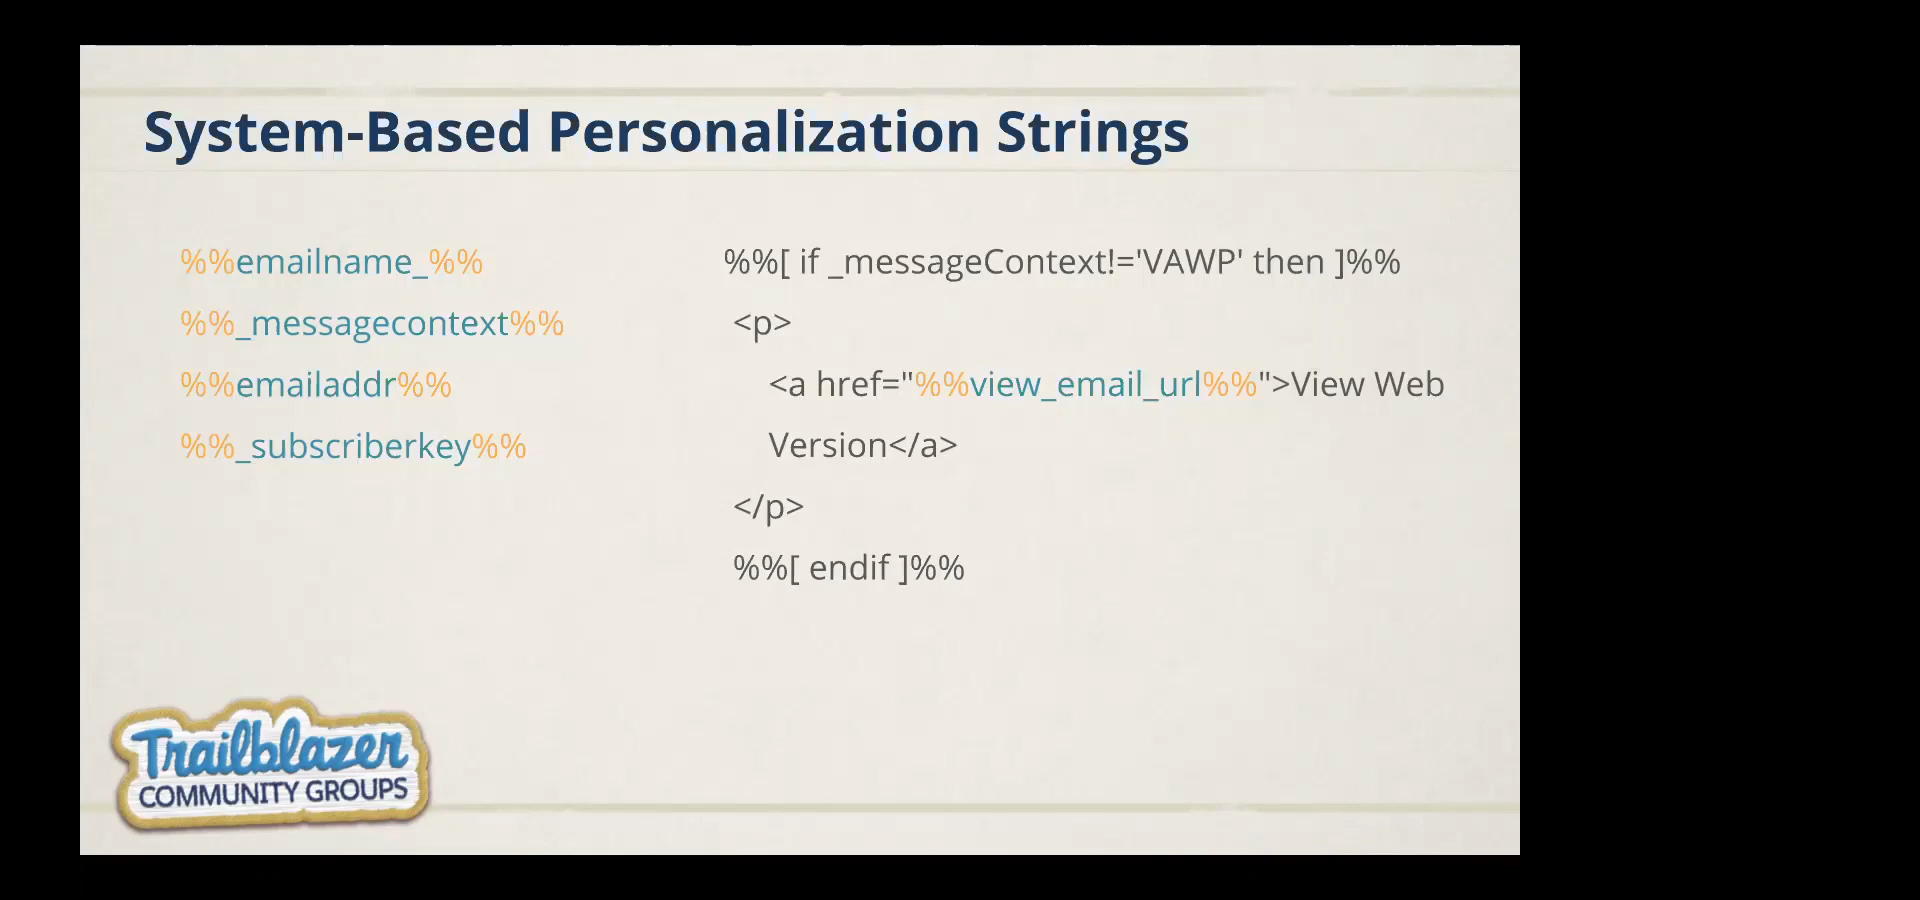 System-Based Personalization Strings
%%emailname_%%
%%_messagecontext%%
%%emailaddr%%
%%_subscriberkey%%
%%[ if _messageContext!='VAWP' then ]%%
<p>
<a href="%%view_email_url%%">View Web
Version</a>
</p>
%%[ endif ]%%
Trailblazer
COMMUNITY GROUPS